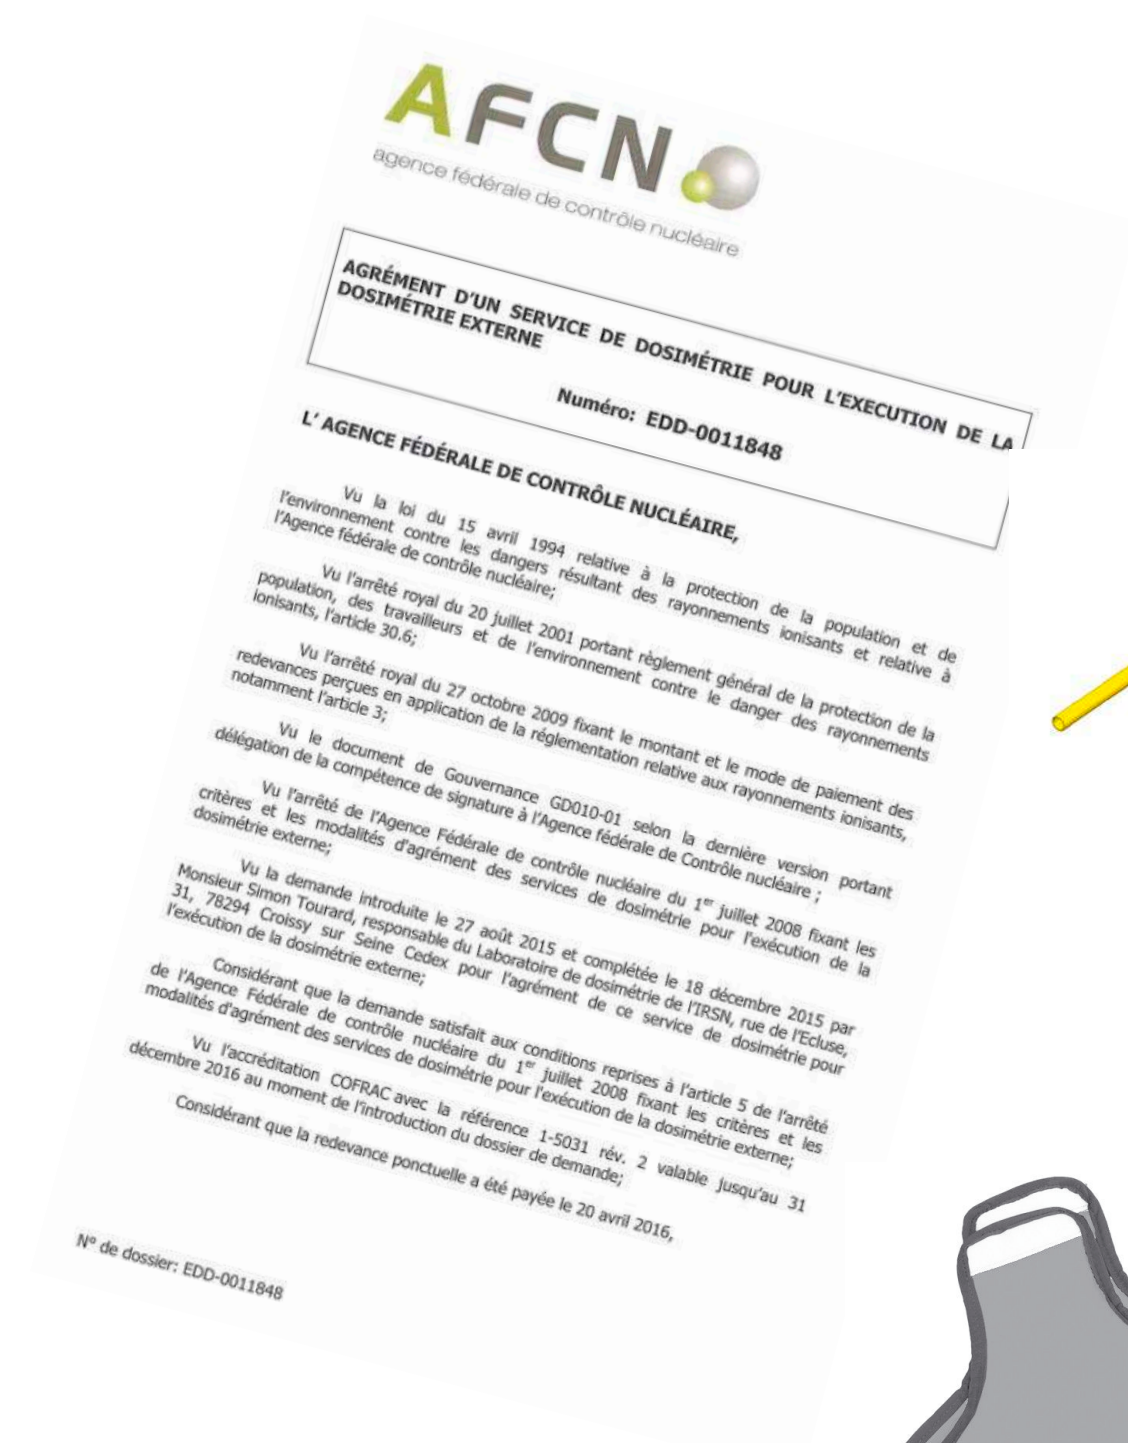 AFCN
agence fédérale de contrôle nucléaire
AGRÉMENT D'UN SERVICE DE DOSIMÉTRIE POUR L'EXECUTION DE LA
DOSIMÉTRIE EXTERNE
Numéro: EDD-0011848
L' AGENCE FÉDÉRALE DE CONTRÔLE NUCLÉAIRE,
Vu la loi du 15 avril 1994 relative à la protection de la population et de
l'environnement contre les dangers résultant des rayonnements ionisants et relative à
l'Agence fédérale de contrôle nucléaire;
Vu l'arrêté royal du 20 juillet 2001 portant règlement général de la protection de la
population, des travailleurs et de l'environnement contre le danger des rayonnements
ionisants, l'article 30.6;
Vu l'arrêté royal du 27 octobre 2009 fixant le montant et le mode de paiement des
redevances perçues en application de la réglementation relative aux rayonnements ionisants,
notamment l'article 3;
Vu le document de Gouvernance GD010-01 selon la dernière version portant
délégation de la compétence de signature à l'Agence fédérale de Contrôle nucléaire ;
Vu l'arrêté de l'Agence Fédérale de contrôle nucléaire du 1er juillet 2008 fixant les
critères et les modalités d'agrément des services de dosimétrie pour l'exécution de la
dosimétrie externe;
Vu la demande introduite le 27 août 2015 et complétée le 18 décembre 2015 par
Monsieur Simon Tourard, responsable du Laboratoire de dosimétrie de l'IRSN, rue de l'Ecluse,
31, 78294 Croissy sur Seine Cedex pour l'agrément de ce service de dosimétrie pour
l'exécution de la dosimétrie externe;
Considérant que la demande satisfait aux conditions reprises à l'article 5 de l'arrêté
de l'Agence Fédérale de contrôle nucléaire du 1er juillet 2008 fixant les critères et les
modalités d'agrément des services de dosimétrie pour l'exécution de la dosimétrie externe;
Vu l'accréditation COFRAC avec la référence 1-5031 rév. 2 valable jusqu'au 31
décembre 2016 au moment de l'introduction du dossier de demande;
Considérant que la redevance ponctuelle a été payée le 20 avril 2016,
N° de dossier: EDD-0011848